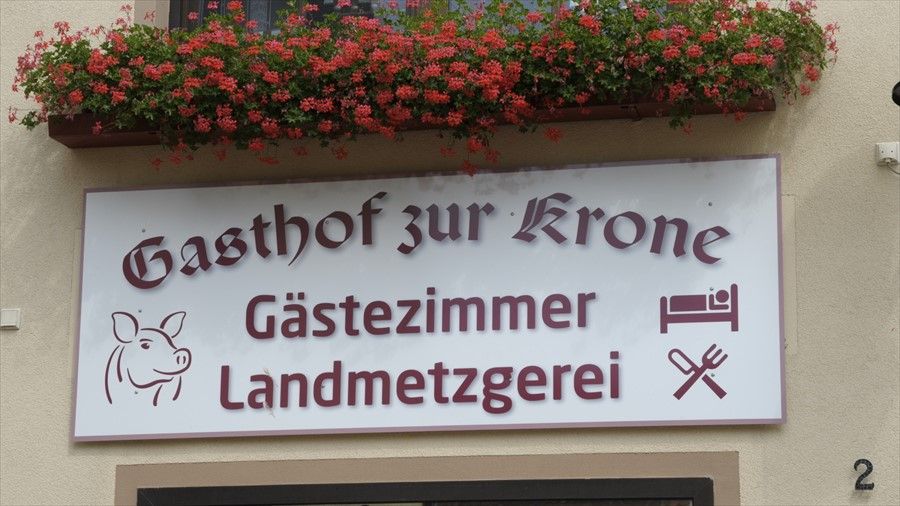 Gasthof zur Krone
Gästezimmer
Landmetzgerei
2